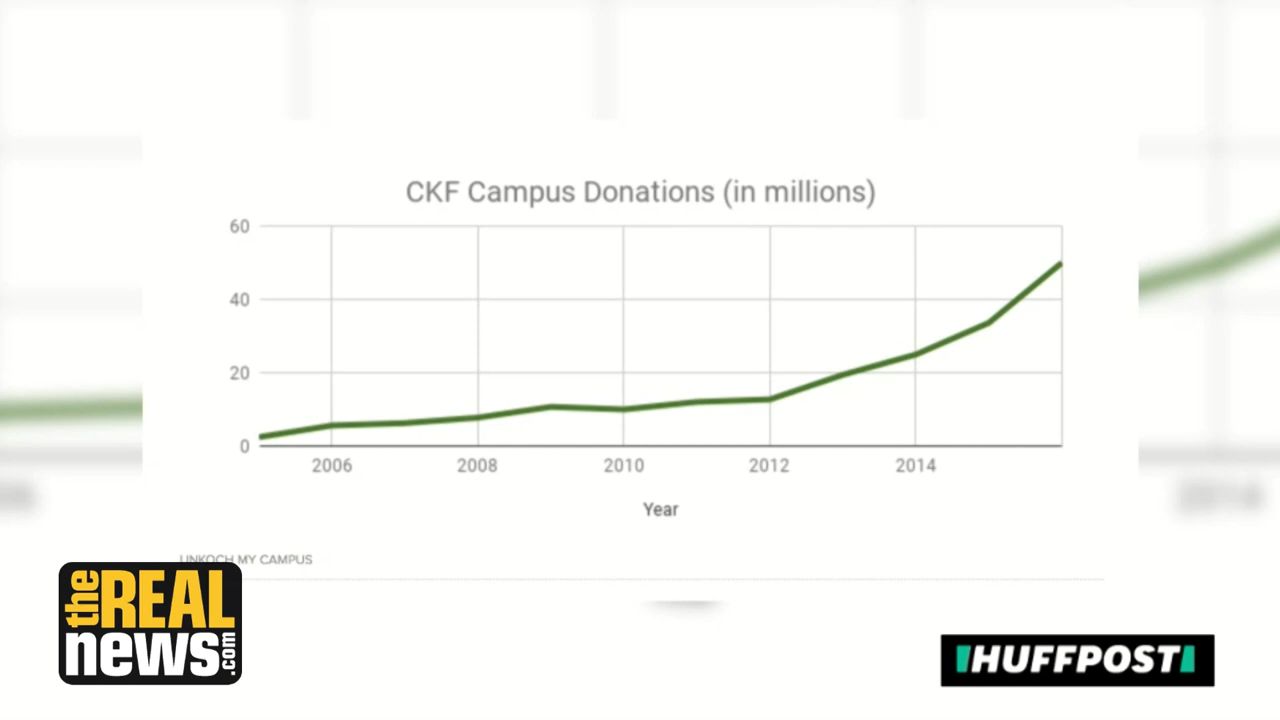 CKF Campus Donations (in millions)
60
40
20
0
2006 2008 2010 2012 2014
Year
UNKOCH MY CAMPUS
the REAL
news.com
HUFFPOST
2014